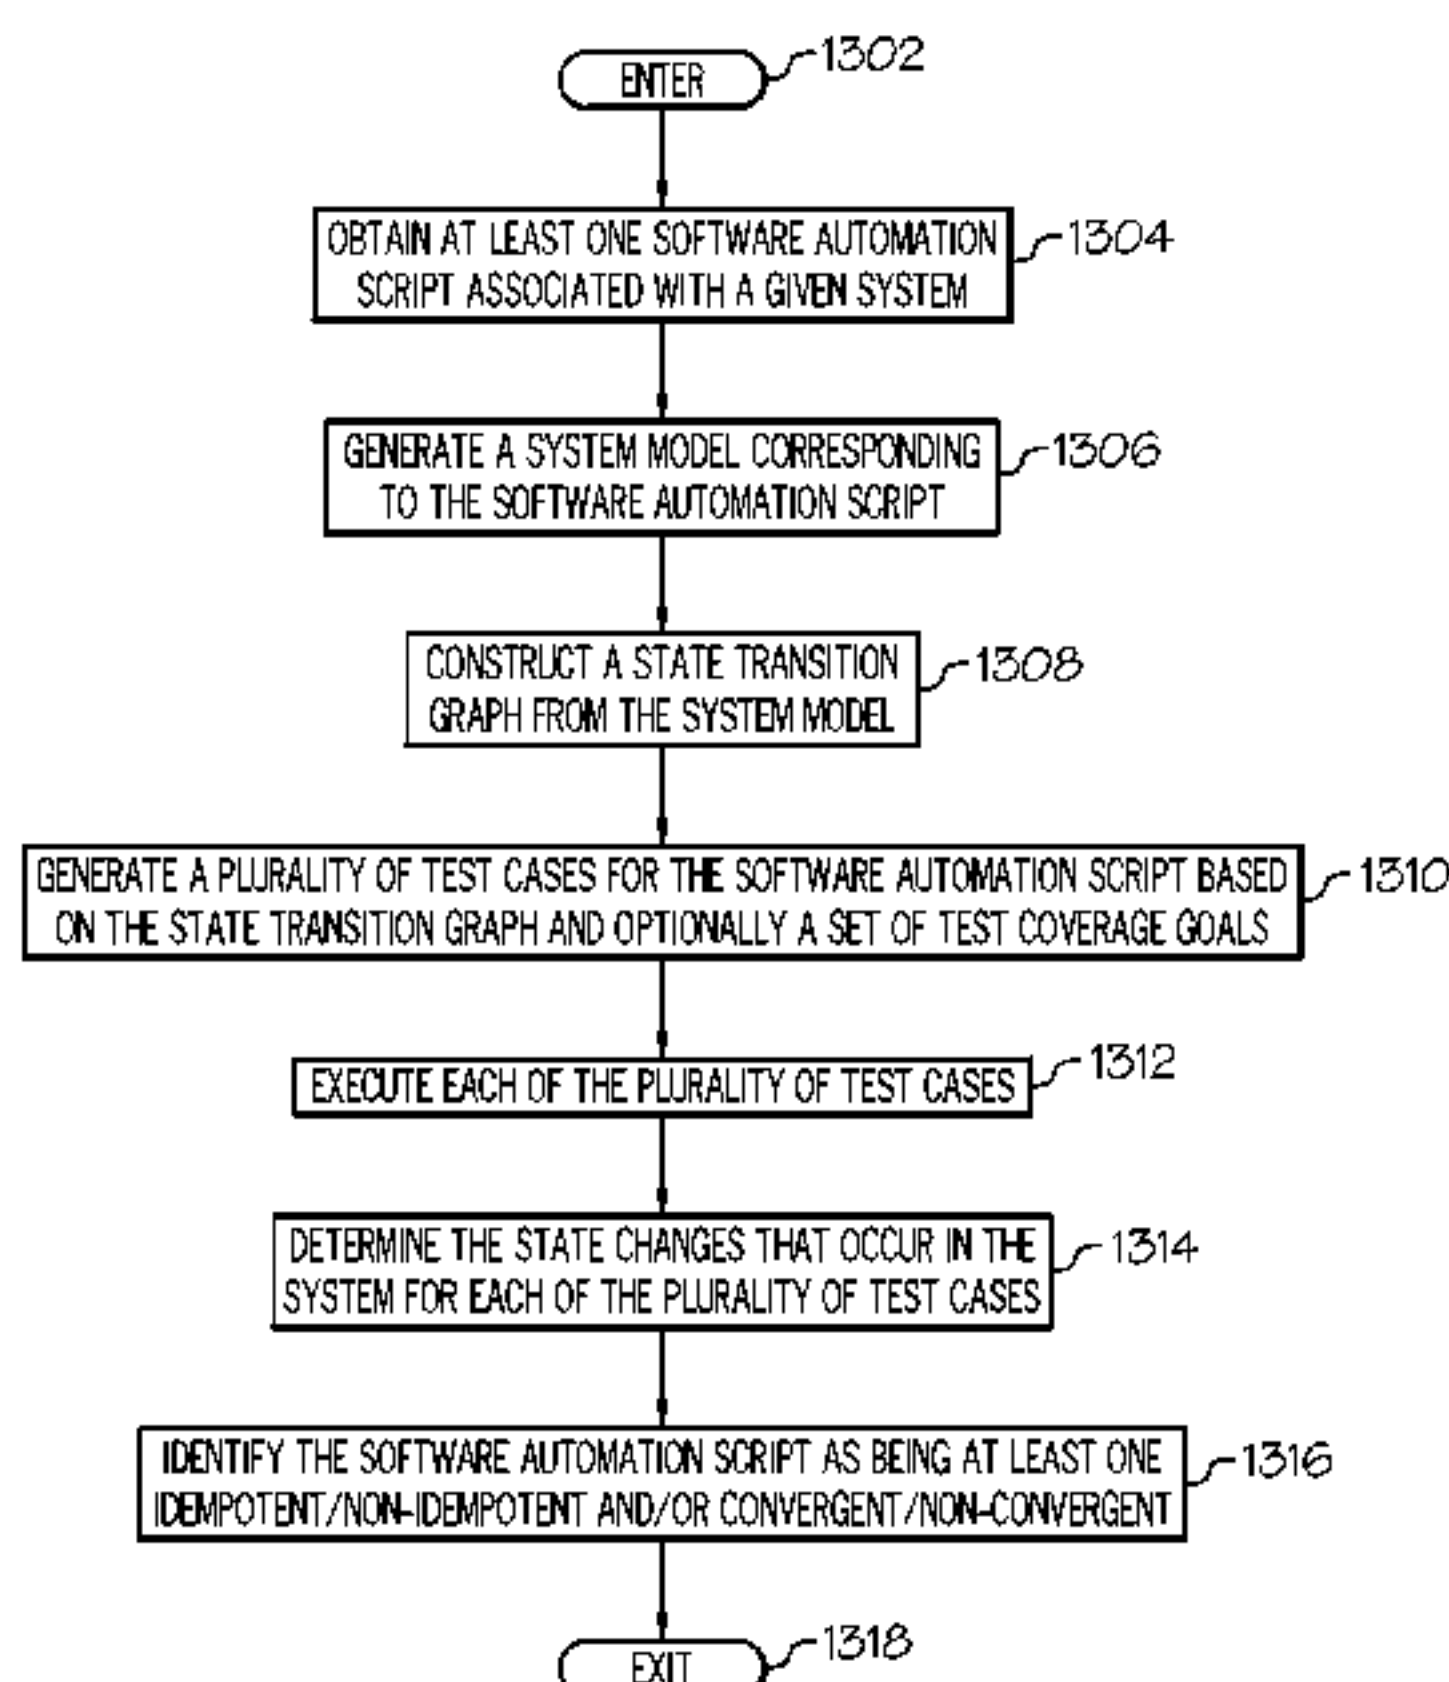 ENTER
1302
OBTAIN AT LEAST ONE SOFTWARE AUTOMATION
SCRIPT ASSOCIATED WITH A GIVEN SYSTEM
1304
GENERATE A SYSTEM MODEL CORRESPONDING
TO THE SOFTWARE AUTOMATION SCRIPT
1306
CONSTRUCT A STATE TRANSITION
GRAPH FROM THE SYSTEM MODEL
1308
GENERATE A PLURALITY OF TEST CASES FOR THE SOFTWARE AUTOMATION SCRIPT BASED
ON THE STATE TRANSITION GRAPH AND OPTIONALLY A SET OF TEST COVERAGE GOALS
1310
EXECUTE EACH OF THE PLURALITY OF TEST CASES
1312
DETERMINE THE STATE CHANGES THAT OCCUR IN THE
SYSTEM FOR EACH OF THE PLURALITY OF TEST CASES
1314
IDENTIFY THE SOFTWARE AUTOMATION SCRIPT AS BEING AT LEAST ONE
IDEMPOTENT/NON-IDEMPOTENT AND/OR CONVERGENT/NON-CONVERGENT
1316
EXIT
1318